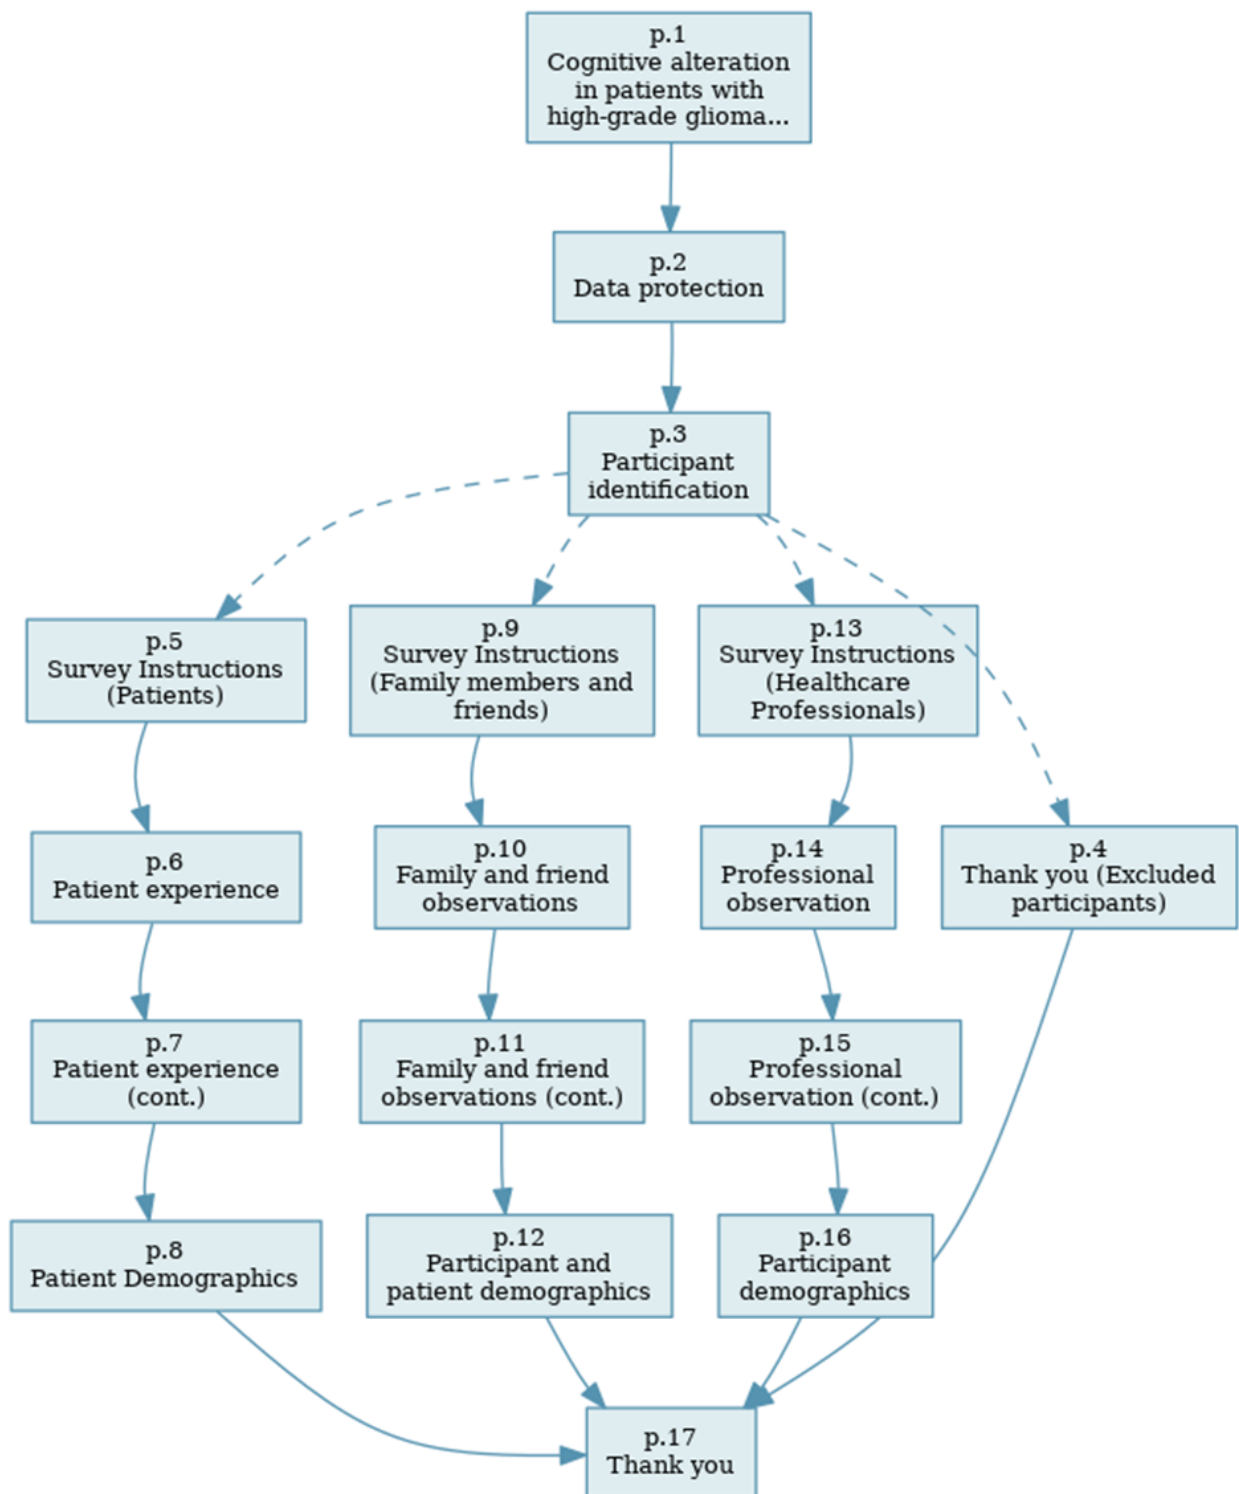 p.1
Cognitive alteration
in patients with
high-grade glioma...
p.2
Data protection
p.3
Participant
identification
p.5
Survey Instructions
(Patients)
p.9
Survey Instructions
(Family members and
friends)
p.13
Survey Instructions
(Healthcare
Professionals)
p.6
Patient experience
p.10
Family and friend
observations
p.14
Professional
observation
p.4
Thank you (Excluded
participants)
p.7
Patient experience
(cont.)
p.11
Family and friend
observations (cont.)
p.15
Professional
observation (cont.)
p.8
Patient Demographics
p.12
Participant and
patient demographics
p.16
Participant
demographics
p.17
Thank you